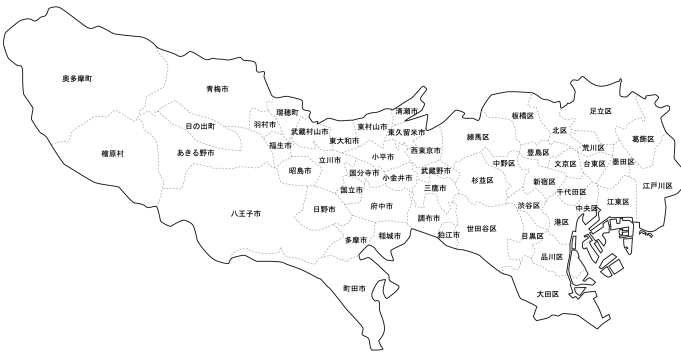 奥多摩町
青梅市
瑞穂町
羽村市
日の出町
福生市
檜原村
あきる野市
武蔵村山市
東大和市
東村山市
清瀬市
東久留米市
昭島市
立川市
小平市
西東京市
国分寺市
小金井市
武蔵野市
国立市
三鷹市
八王子市
日野市
府中市
調布市
多摩市
稲城市
狛江市
町田市
練馬区
板橋区
北区
足立区
葛飾区
荒川区
豊島区
文京区
台東区
墨田区
中野区
杉並区
新宿区
千代田区
江戸川区
渋谷区
中央区
江東区
世田谷区
港区
目黒区
品川区
大田区